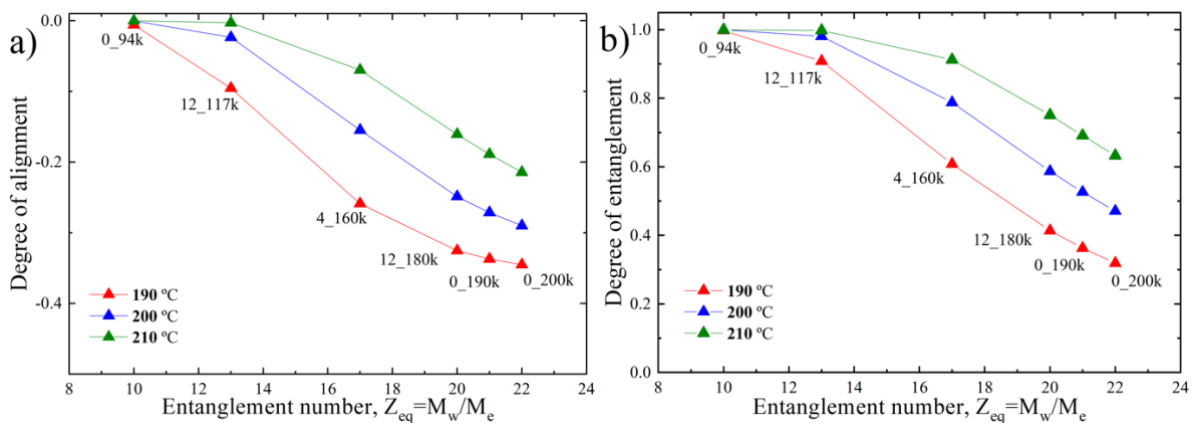 a)
Degree of alignment
0.0
-0.2
-0.4
0_94k
12_117k
4_160k
12_180k
0_190k
0_200k
190 ºC
200 ºC
210 ºC
8 10 12 14 16 18 20 22 24
Entanglement number, Zeq=Mw/Me
b)
Degree of entanglement
1.0
0.8
0.6
0.4
0.2
0.0
0_94k
12_117k
4_160k
12_180k
0_190k
0_200k
190 ºC
200 ºC
210 ºC
8 10 12 14 16 18 20 22 24
Entanglement number, Zeq=Mw/Me